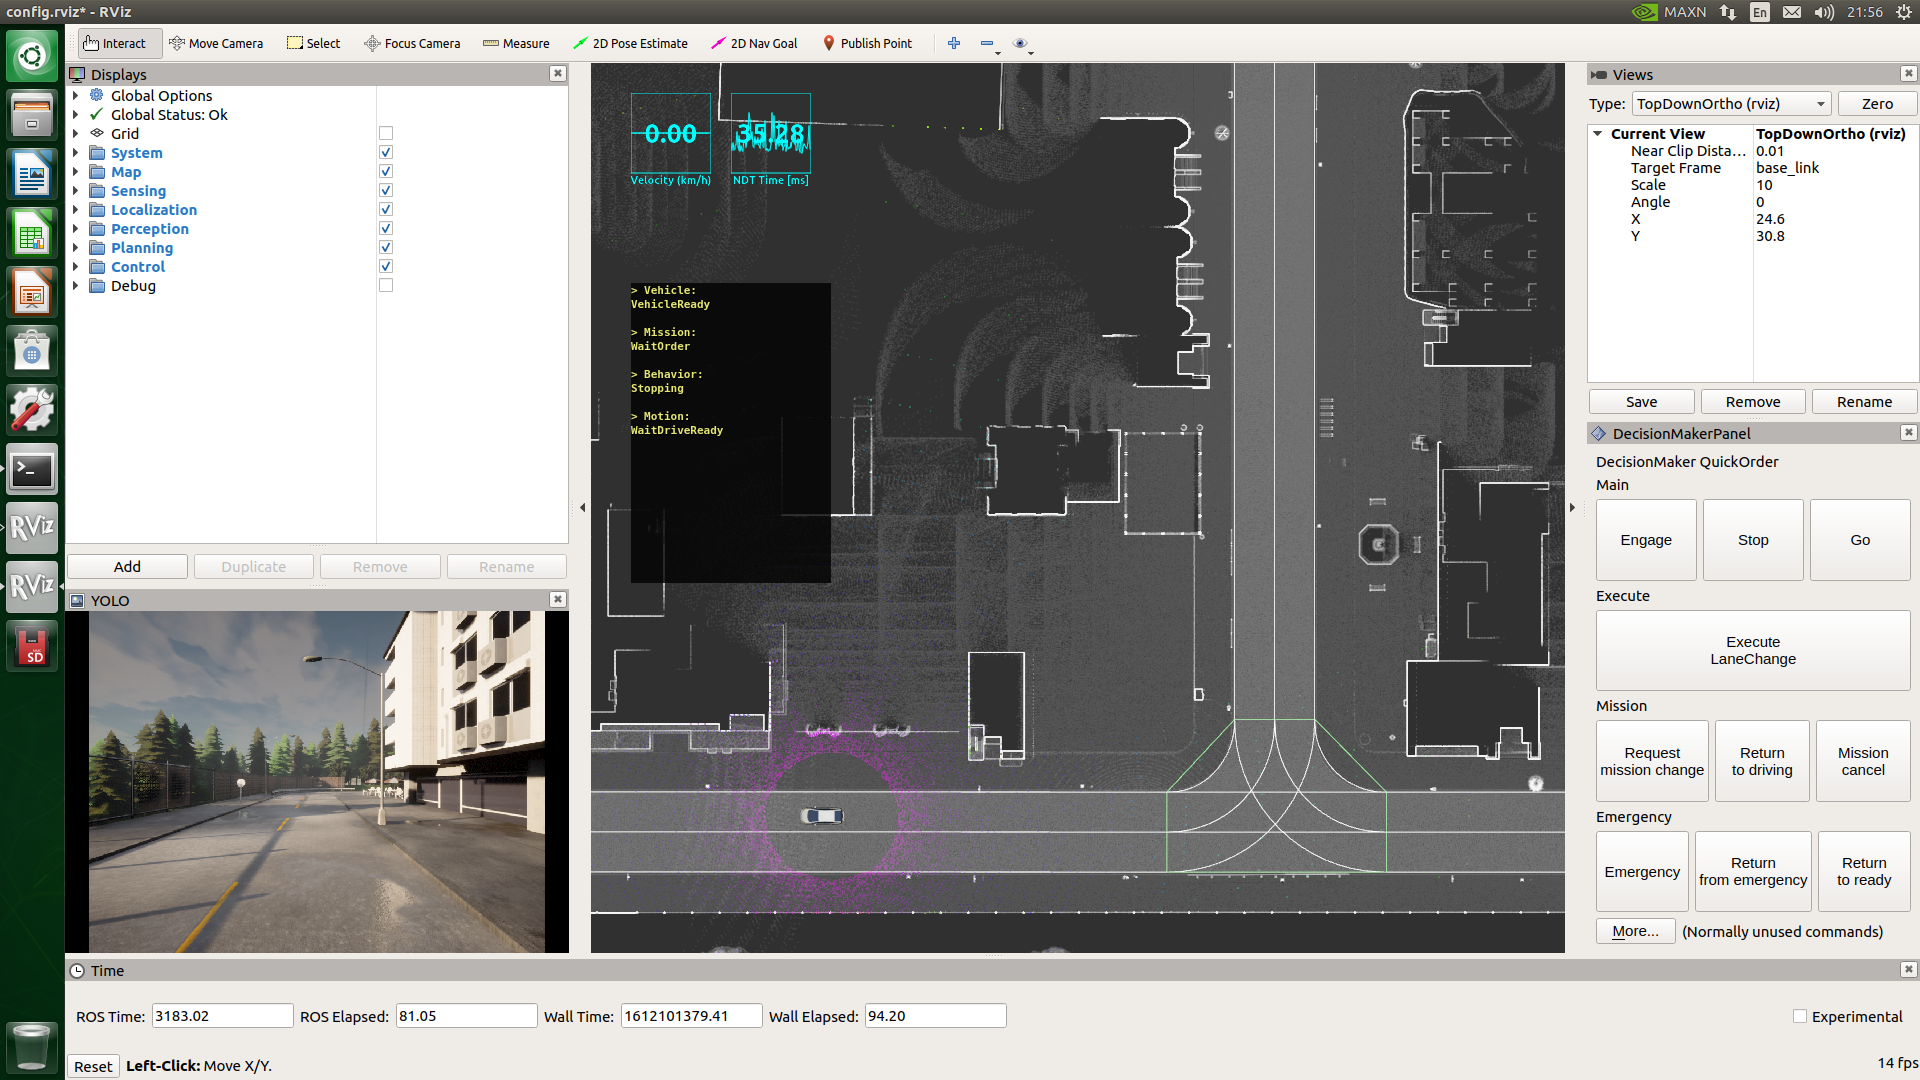 config.rviz* - RViz
MAXN
En
21:56
Interact
Move Camera
Select
Focus Camera
Measure
2D Pose Estimate
2D Nav Goal
Publish Point
Displays
Global Options
Global Status: Ok
Grid
System
Map
Sensing
Localization
Perception
Planning
Control
Debug
Add
Duplicate
Remove
Rename
YOLO
RViz
RViz
SD
0.00
Velocity (km/h)
35.28
NDT Time [ms]
> Vehicle:
VehicleReady
> Mission:
WaitOrder
> Behavior:
Stopping
> Motion:
WaitDriveReady
Views
Type:
TopDownOrtho (rviz)
Zero
Current View TopDownOrtho (rviz)
Near Clip Dista... 0.01
Target Frame base_link
Scale 10
Angle 0
X 24.6
Y 30.8
Save
Remove
Rename
DecisionMakerPanel
DecisionMaker QuickOrder
Main
Engage
Stop
Go
Execute
Execute
LaneChange
Mission
Request
mission change
Return
to driving
Mission
cancel
Emergency
Emergency
Return
from emergency
Return
to ready
More...
(Normally unused commands)
Time
ROS Time: 3183.02
ROS Elapsed: 81.05
Wall Time: 1612101379.41
Wall Elapsed: 94.20
Experimental
Reset
Left-Click: Move X/Y.
14 fps